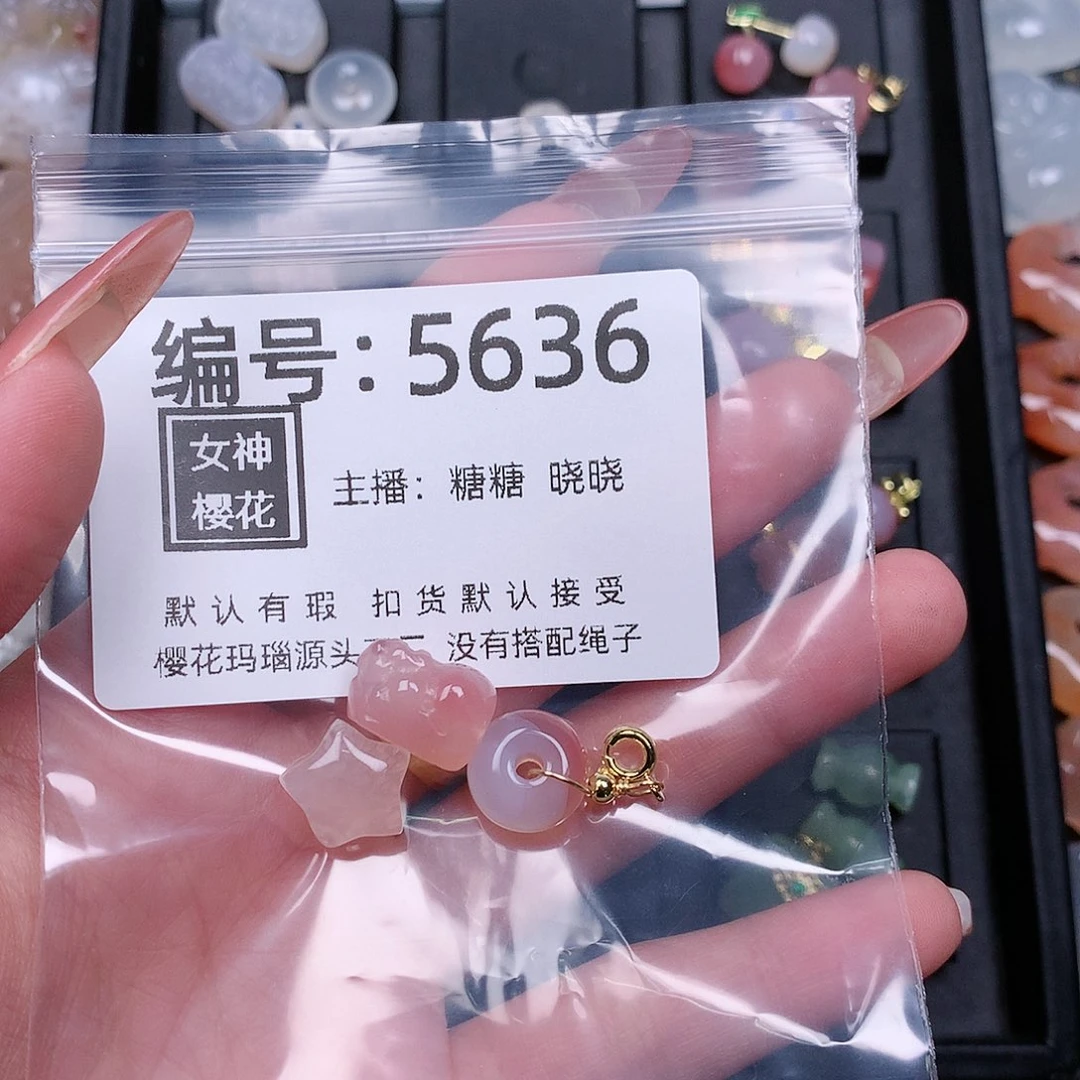 编号：5636
女神
樱花
主播：糖糖 晓晓
默认有瑕 扣货默认接受
樱花玛瑙源头 没有搭配绳子